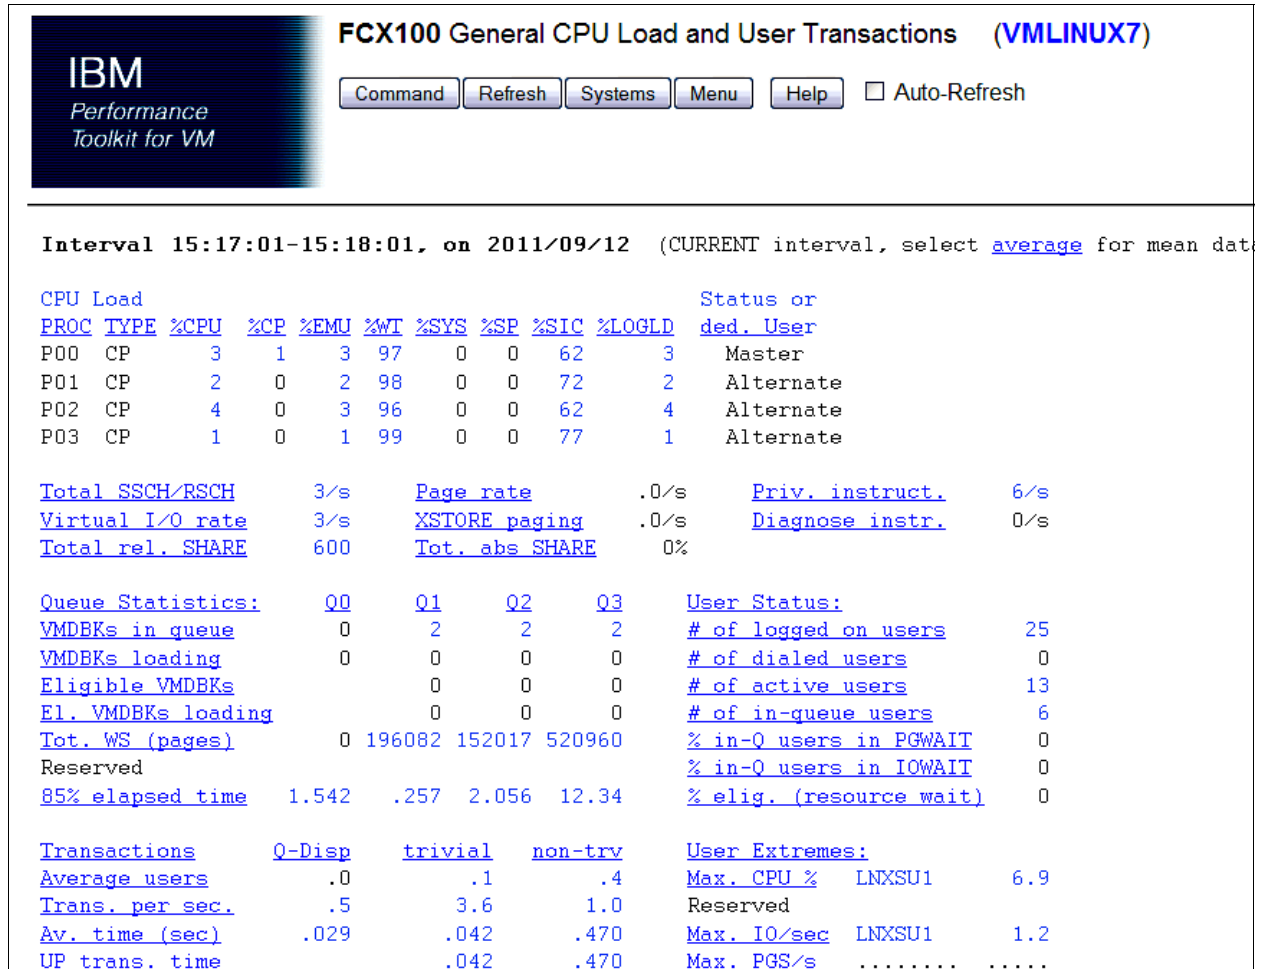 IBM
Performance
Toolkit for VM
FCX100 General CPU Load and User Transactions (VMLINUX7)
Command Refresh Systems Menu Help Auto-Refresh
Interval 15:17:01-15:18:01, on 2011/09/12 (CURRENT interval, select average for mean data
CPU Load Status or
PROC TYPE %CPU %CP %EMU %WT %SYS %SP %SIC %LOGLD ded. User
P00 CP 3 1 3 97 0 0 62 3 Master
P01 CP 2 0 2 98 0 0 72 2 Alternate
P02 CP 4 0 3 96 0 0 62 4 Alternate
P03 CP 1 0 1 99 0 0 77 1 Alternate
Total SSCH/RSCH 3/s Page rate .0/s Priv. instruct. 6/s
Virtual I/O rate 3/s XSTORE paging .0/s Diagnose instr. 0/s
Total rel. SHARE 600 Tot. abs SHARE 0%
Queue Statistics: Q0 Q1 Q2 Q3 User Status:
VMDBKs in queue 0 2 2 2 # of logged on users 25
VMDBKs loading 0 0 0 0 # of dialed users 0
Eligible VMDBKs 0 0 0 # of active users 13
El. VMDBKs loading 0 0 0 # of in-queue users 6
Tot. WS (pages) 0 196082 152017 520960 % in-Q users in PGWAIT 0
Reserved % in-Q users in IOWAIT 0
85% elapsed time 1.542 .257 2.056 12.34 % elig. (resource wait) 0
Transactions Q-Disp trivial non-trv User Extremes:
Average users .0 .1 .4 Max. CPU % LNXSU1 6.9
Trans. per sec. .5 3.6 1.0 Reserved
Av. time (sec) .029 .042 .470 Max. IO/sec LNXSU1 1.2
UP trans. time .042 .470 Max. PGS/s ........ .....